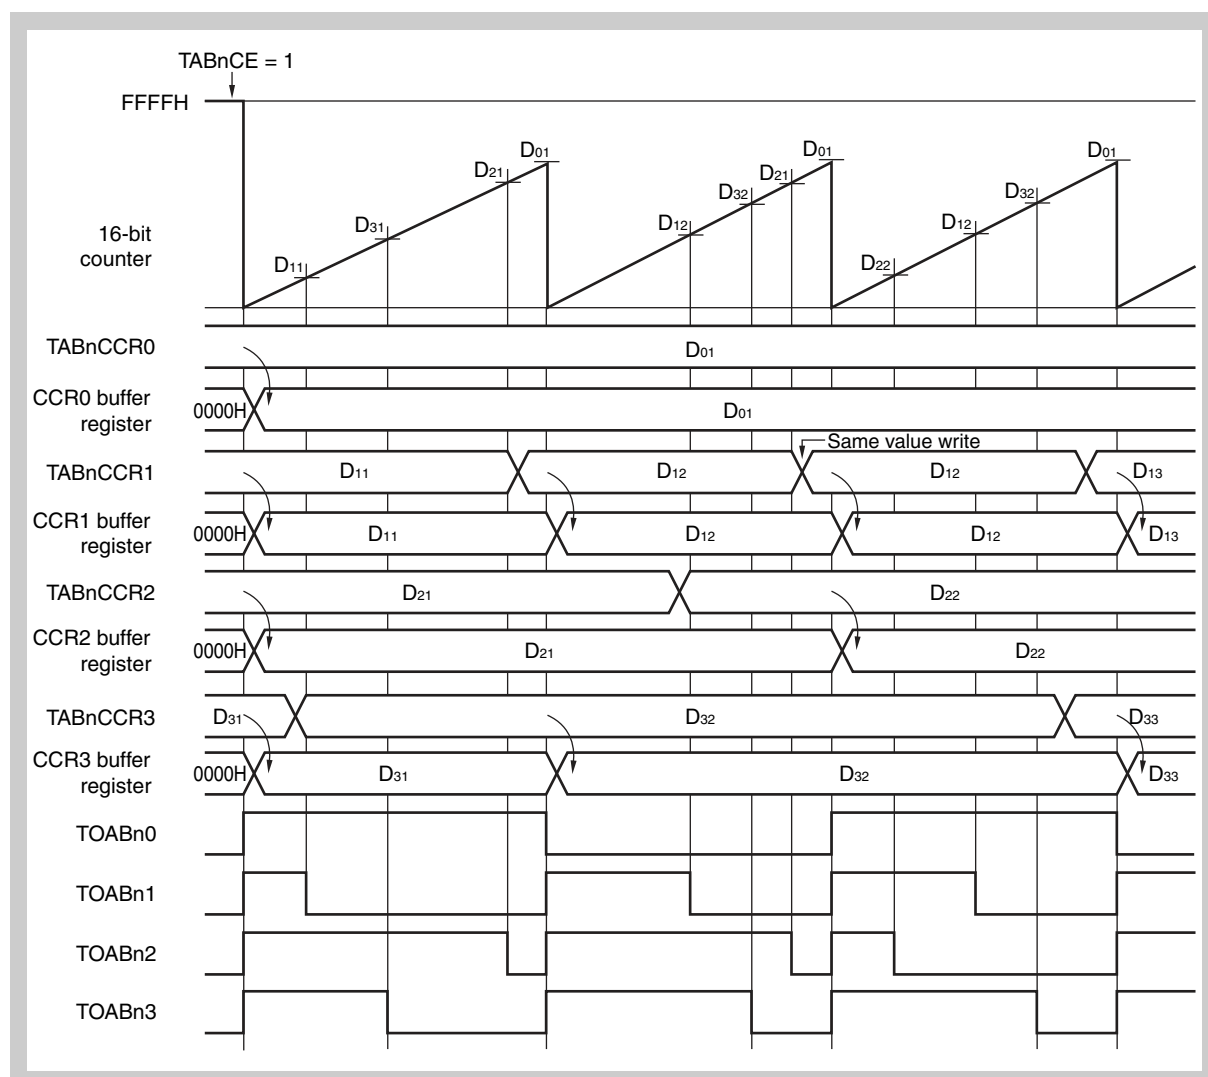 TABnCE = 1
FFFFH
D01 D01 D01
D21 D21
D32 D32
D31 D12 D12
16-bit
counter
D11 D22
TABnCCR0 D01
CCR0 buffer
register
0000H D01
Same value write
TABnCCR1 D11 D12 D12 D13
CCR1 buffer
register
0000H D11 D12 D12 D13
TABnCCR2 D21 D22
CCR2 buffer
register
0000H D21 D22
TABnCCR3 D31 D32 D33
CCR3 buffer
register
0000H D31 D32 D33
TOABn0
TOABn1
TOABn2
TOABn3